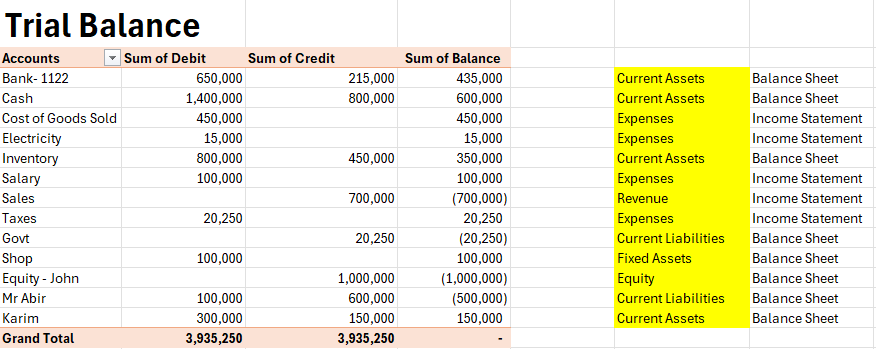 Trial Balance
Accounts Sum of Debit Sum of Credit Sum of Balance
Bank- 1122 650,000 215,000 435,000 Current Assets Balance Sheet
Cash 1,400,000 800,000 600,000 Current Assets Balance Sheet
Cost of Goods Sold 450,000 450,000 Expenses Income Statement
Electricity 15,000 15,000 Expenses Income Statement
Inventory 800,000 450,000 350,000 Current Assets Balance Sheet
Salary 100,000 100,000 Expenses Income Statement
Sales 700,000 (700,000) Revenue Income Statement
Taxes 20,250 20,250 Expenses Income Statement
Govt 20,250 (20,250) Current Liabilities Balance Sheet
Shop 100,000 100,000 Fixed Assets Balance Sheet
Equity - John 1,000,000 (1,000,000) Equity Balance Sheet
Mr Abir 100,000 600,000 (500,000) Current Liabilities Balance Sheet
Karim 300,000 150,000 150,000 Current Assets Balance Sheet
Grand Total 3,935,250 3,935,250 -